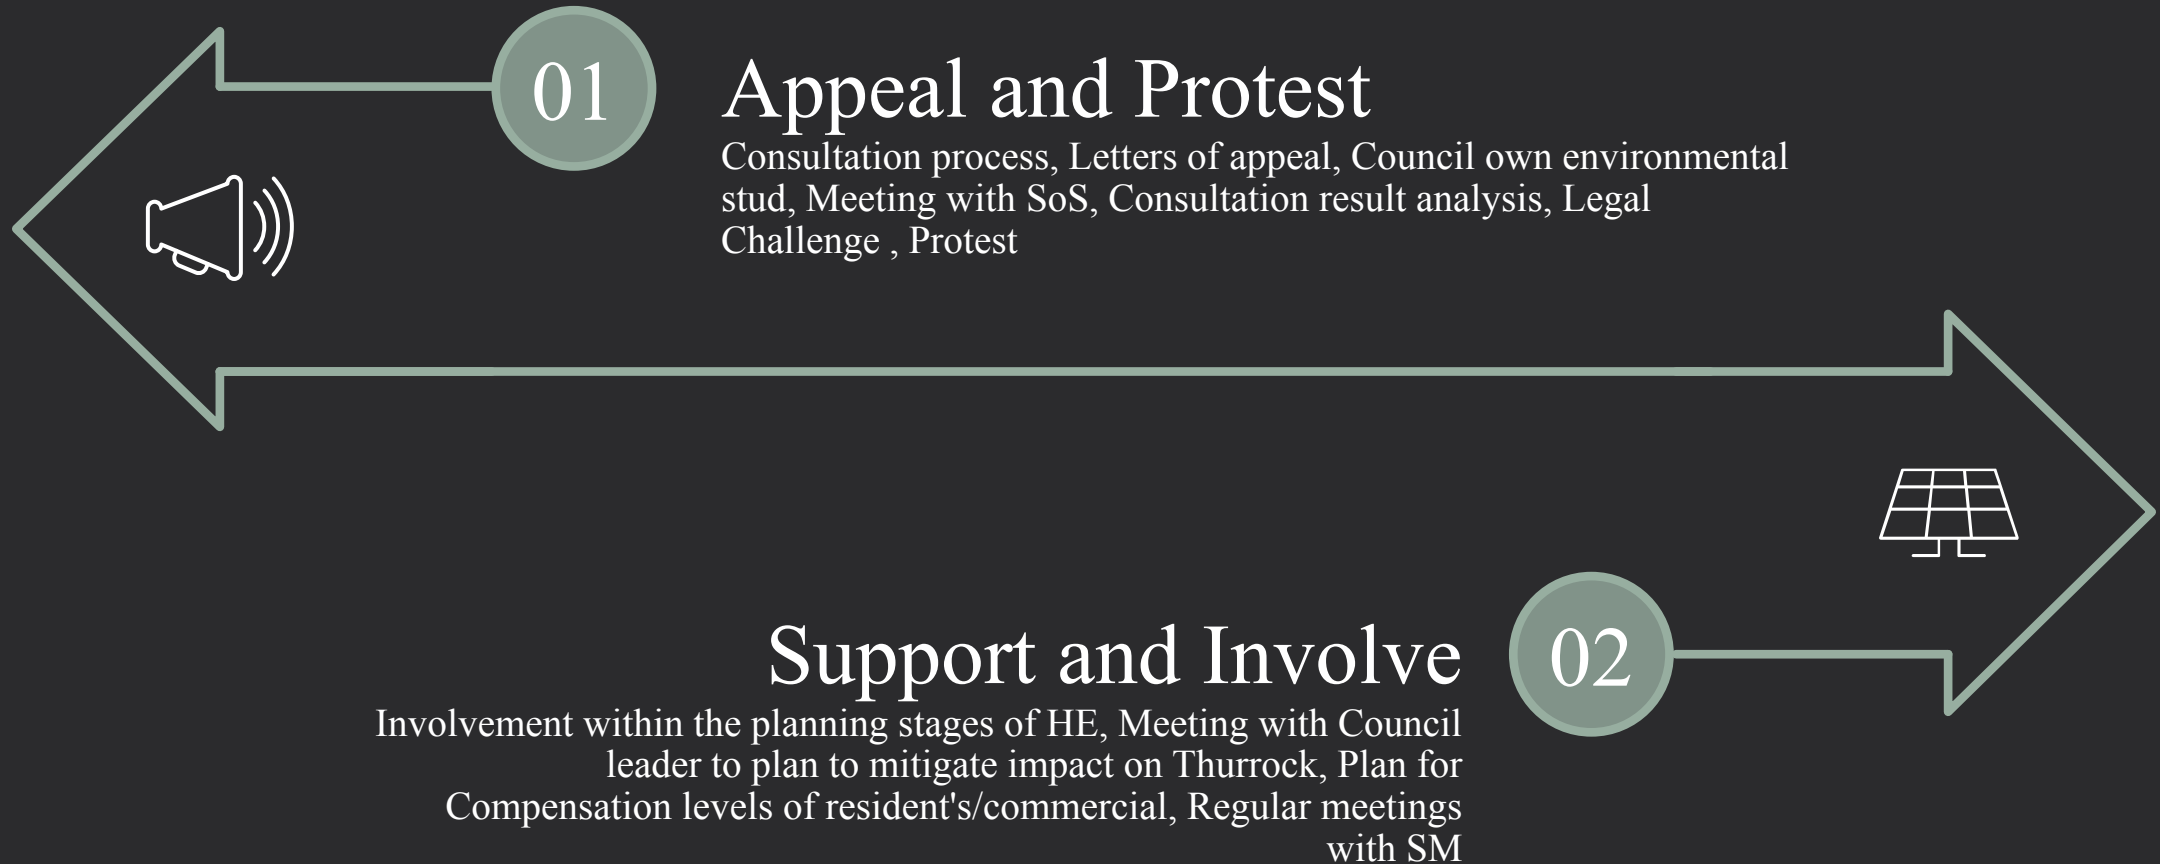 01
Appeal and Protest
Consultation process, Letters of appeal, Council own environmental
stud, Meeting with SoS, Consultation result analysis, Legal
Challenge , Protest
Support and Involve
02
Involvement within the planning stages of HE, Meeting with Council
leader to plan to mitigate impact on Thurrock, Plan for
Compensation levels of resident's/commercial, Regular meetings
with SM